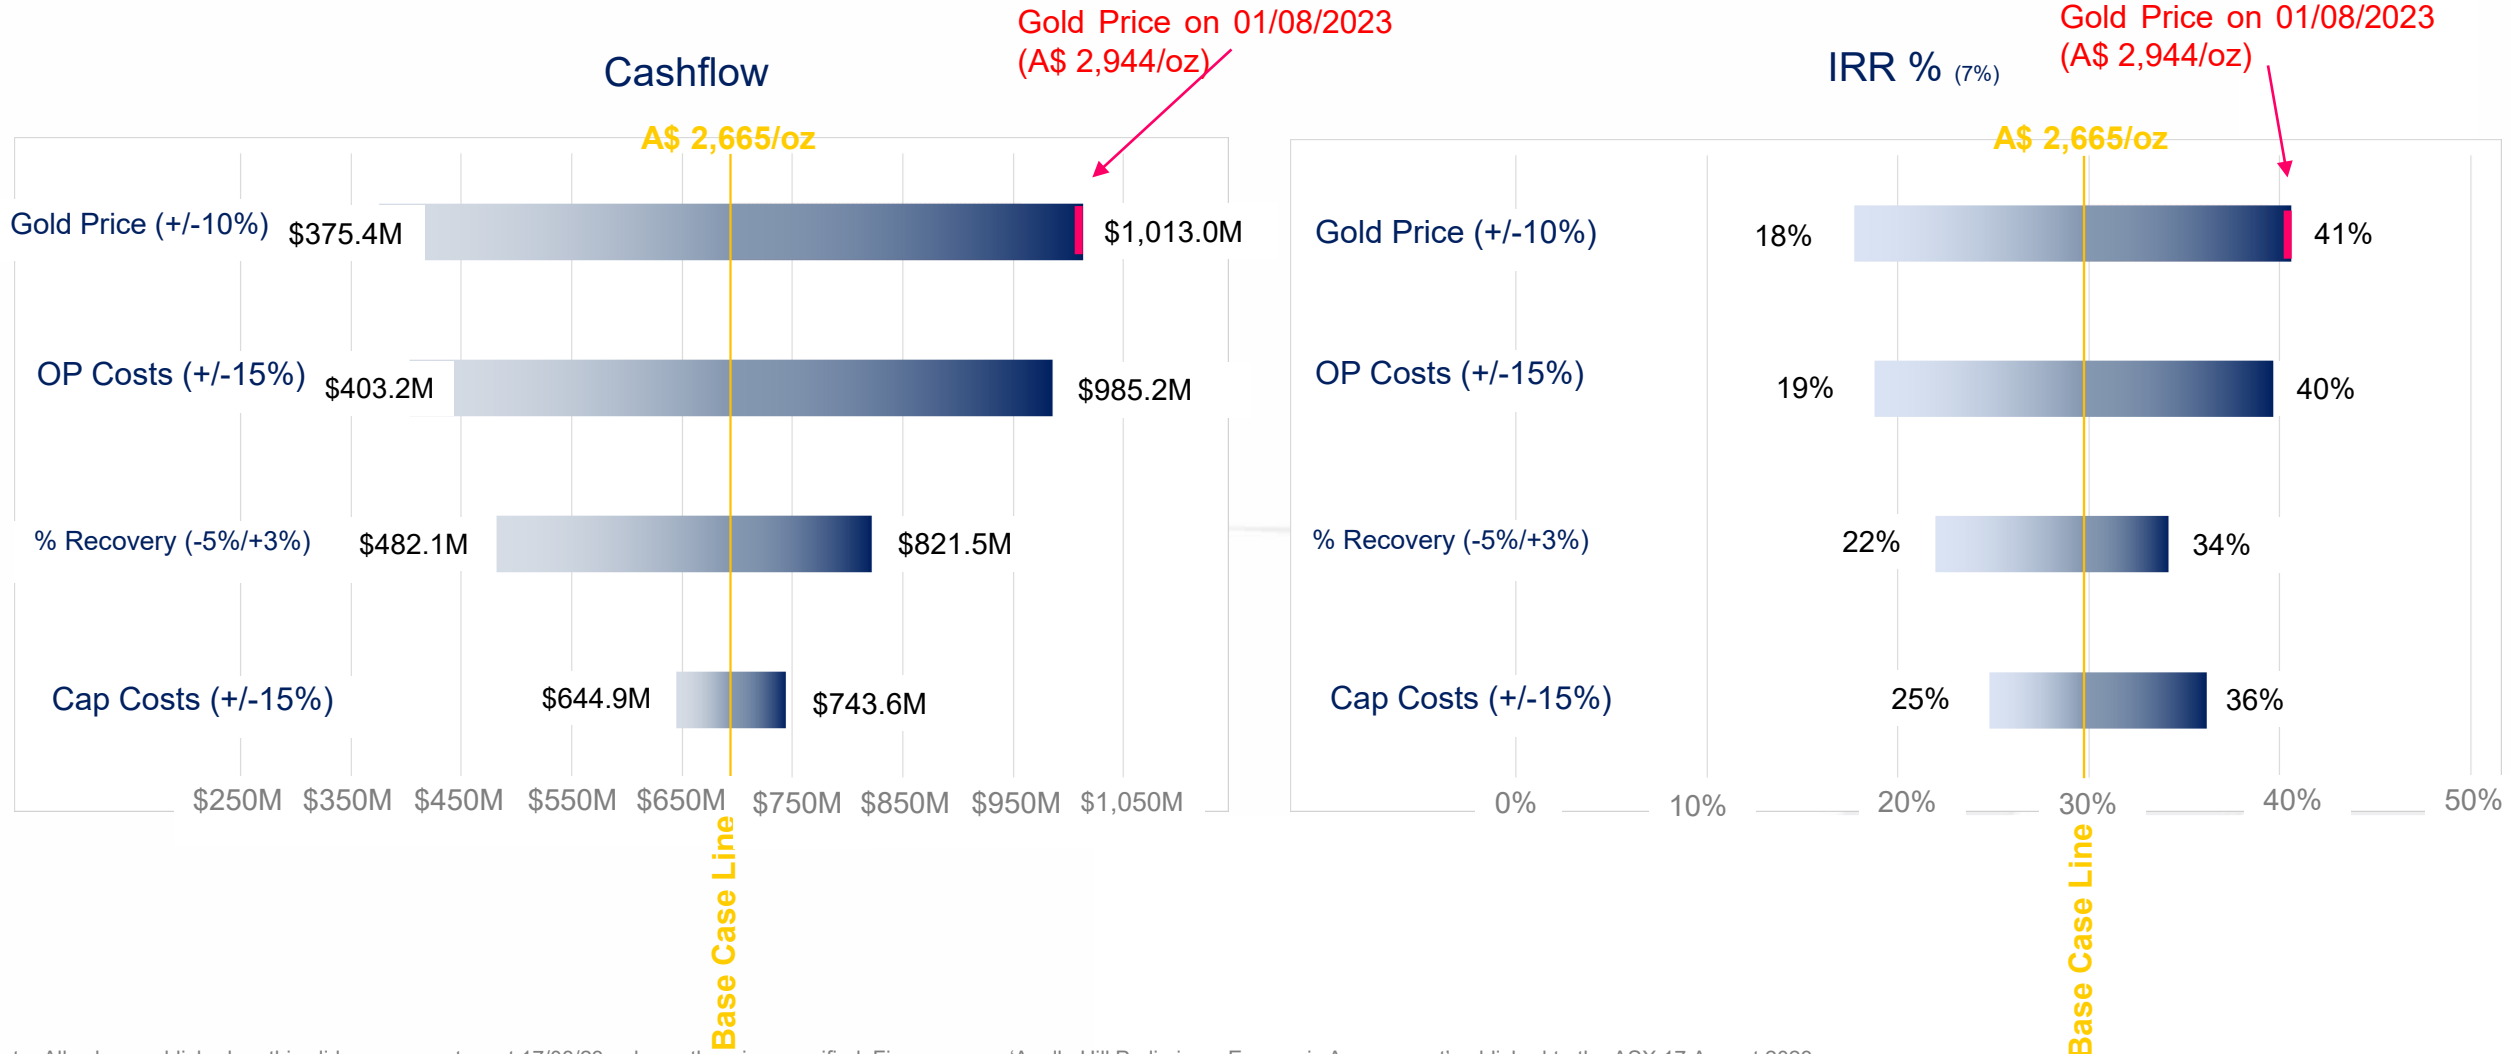 Gold Price on 01/08/2023
(A$ 2,944/oz)
Cashflow
A$ 2,665/oz
Gold Price (+/-10%) $375.4M $1,013.0M
OP Costs (+/-15%) $403.2M $985.2M
% Recovery (-5%/+3%) $482.1M $821.5M
Cap Costs (+/-15%) $644.9M $743.6M
$250M $350M $450M $550M $650M $750M $850M $950M $1,050M
Base Case Line
Gold Price on 01/08/2023
(A$ 2,944/oz)
IRR % (7%)
A$ 2,665/oz
Gold Price (+/-10%) 18% 41%
OP Costs (+/-15%) 19% 40%
% Recovery (-5%/+3%) 22% 34%
Cap Costs (+/-15%) 25% 36%
0% 10% 20% 30% 40% 50%
Base Case Line